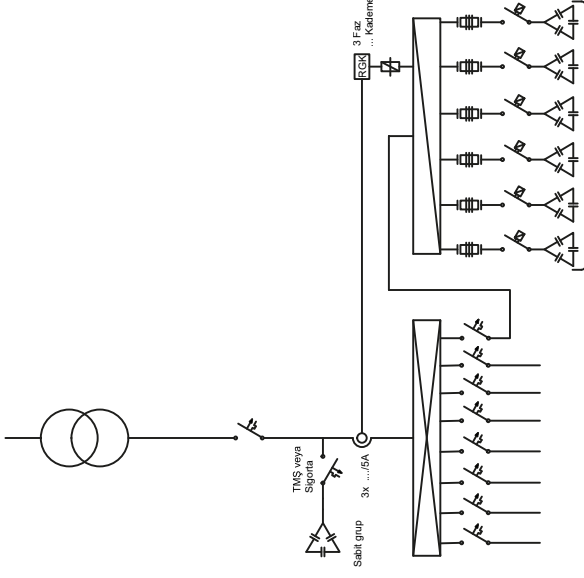 3 Faz
... Kademe
RGK
TMŞ veya
Sigorta
3x ..../5A
Sabit grup